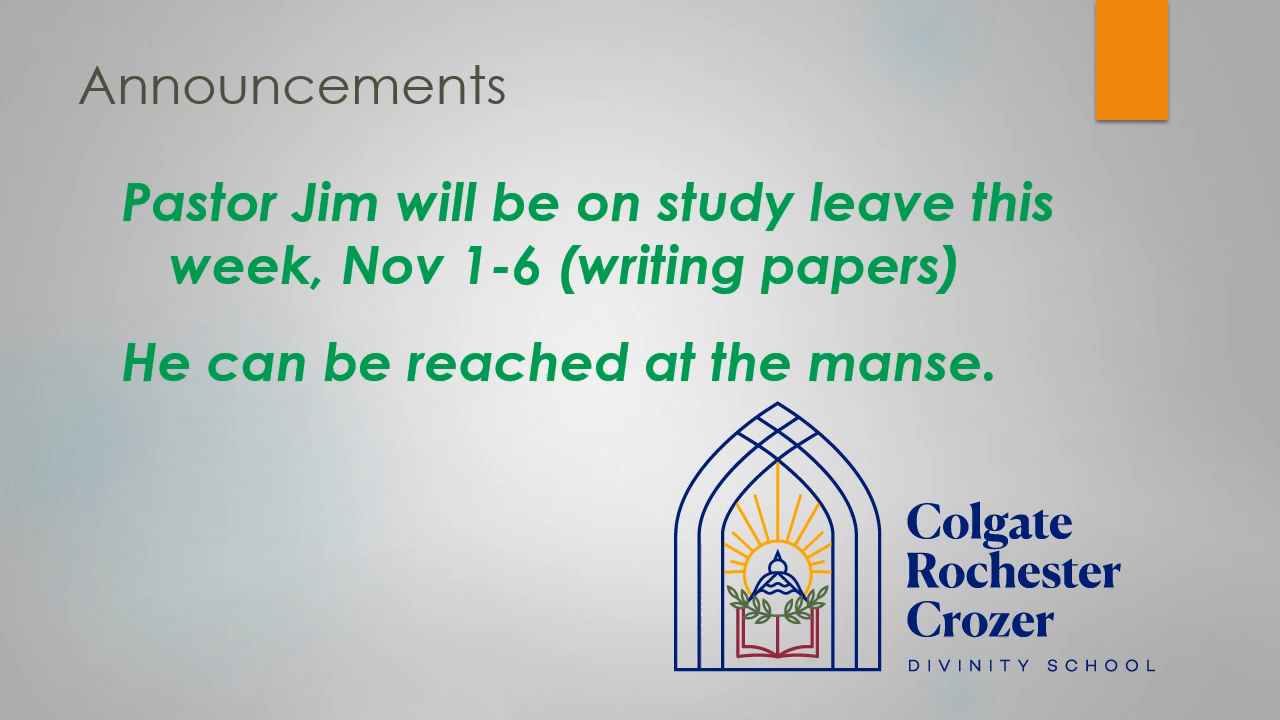 Announcements
Pastor Jim will be on study leave this
week, Nov 1-6 (writing papers)
He can be reached at the manse.
Colgate
Rochester
Crozer
DIVINITY SCHOOL